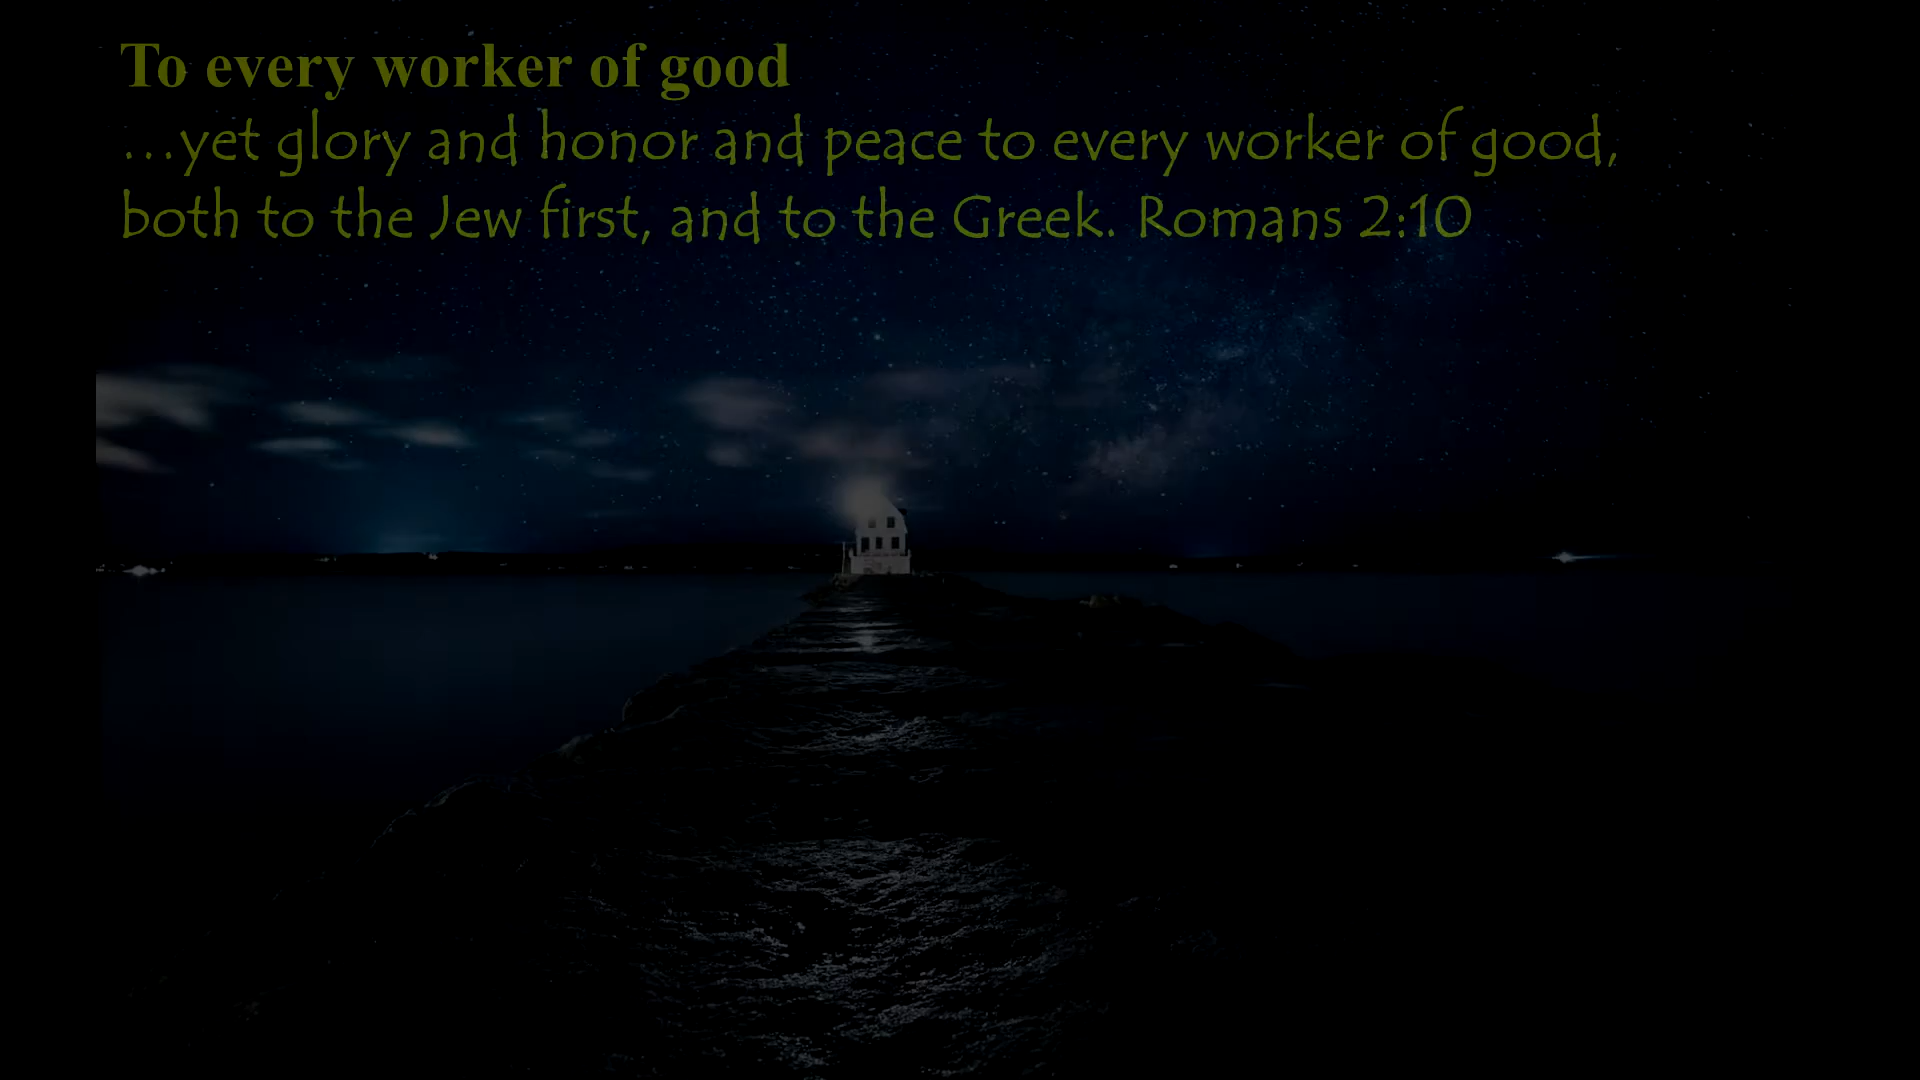 To every worker of good
…yet glory and honor and peace to every worker of good,
both to the Jew first, and to the Greek. Romans 2:10